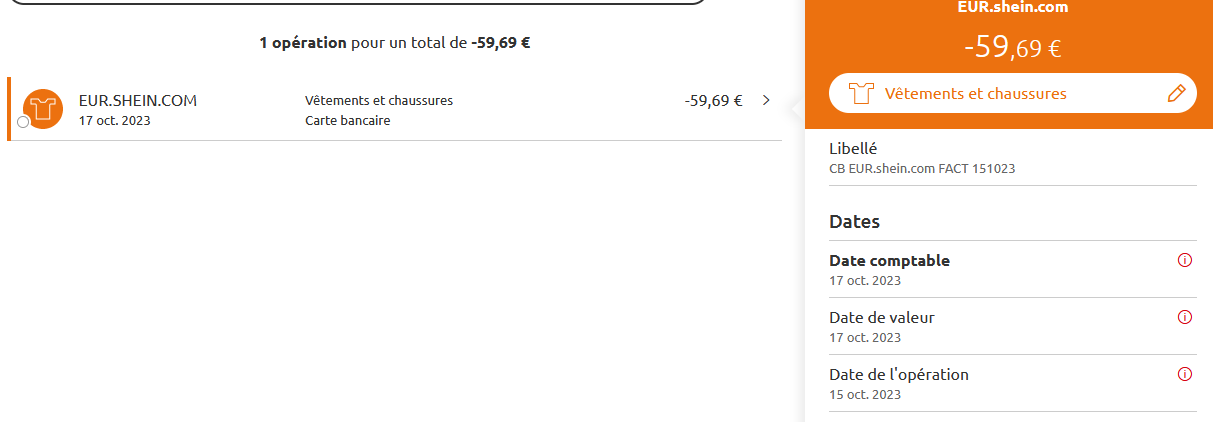 1 opération pour un total de -59,69 €
EUR.SHEIN.COM
17 oct. 2023
Vêtements et chaussures
Carte bancaire
-59,69 €
EUR.shein.com
-59,69 €
Vêtements et chaussures
Libellé
CB EUR.shein.com FACT 151023
Dates
Date comptable
17 oct. 2023
Date de valeur
17 oct. 2023
Date de l'opération
15 oct. 2023